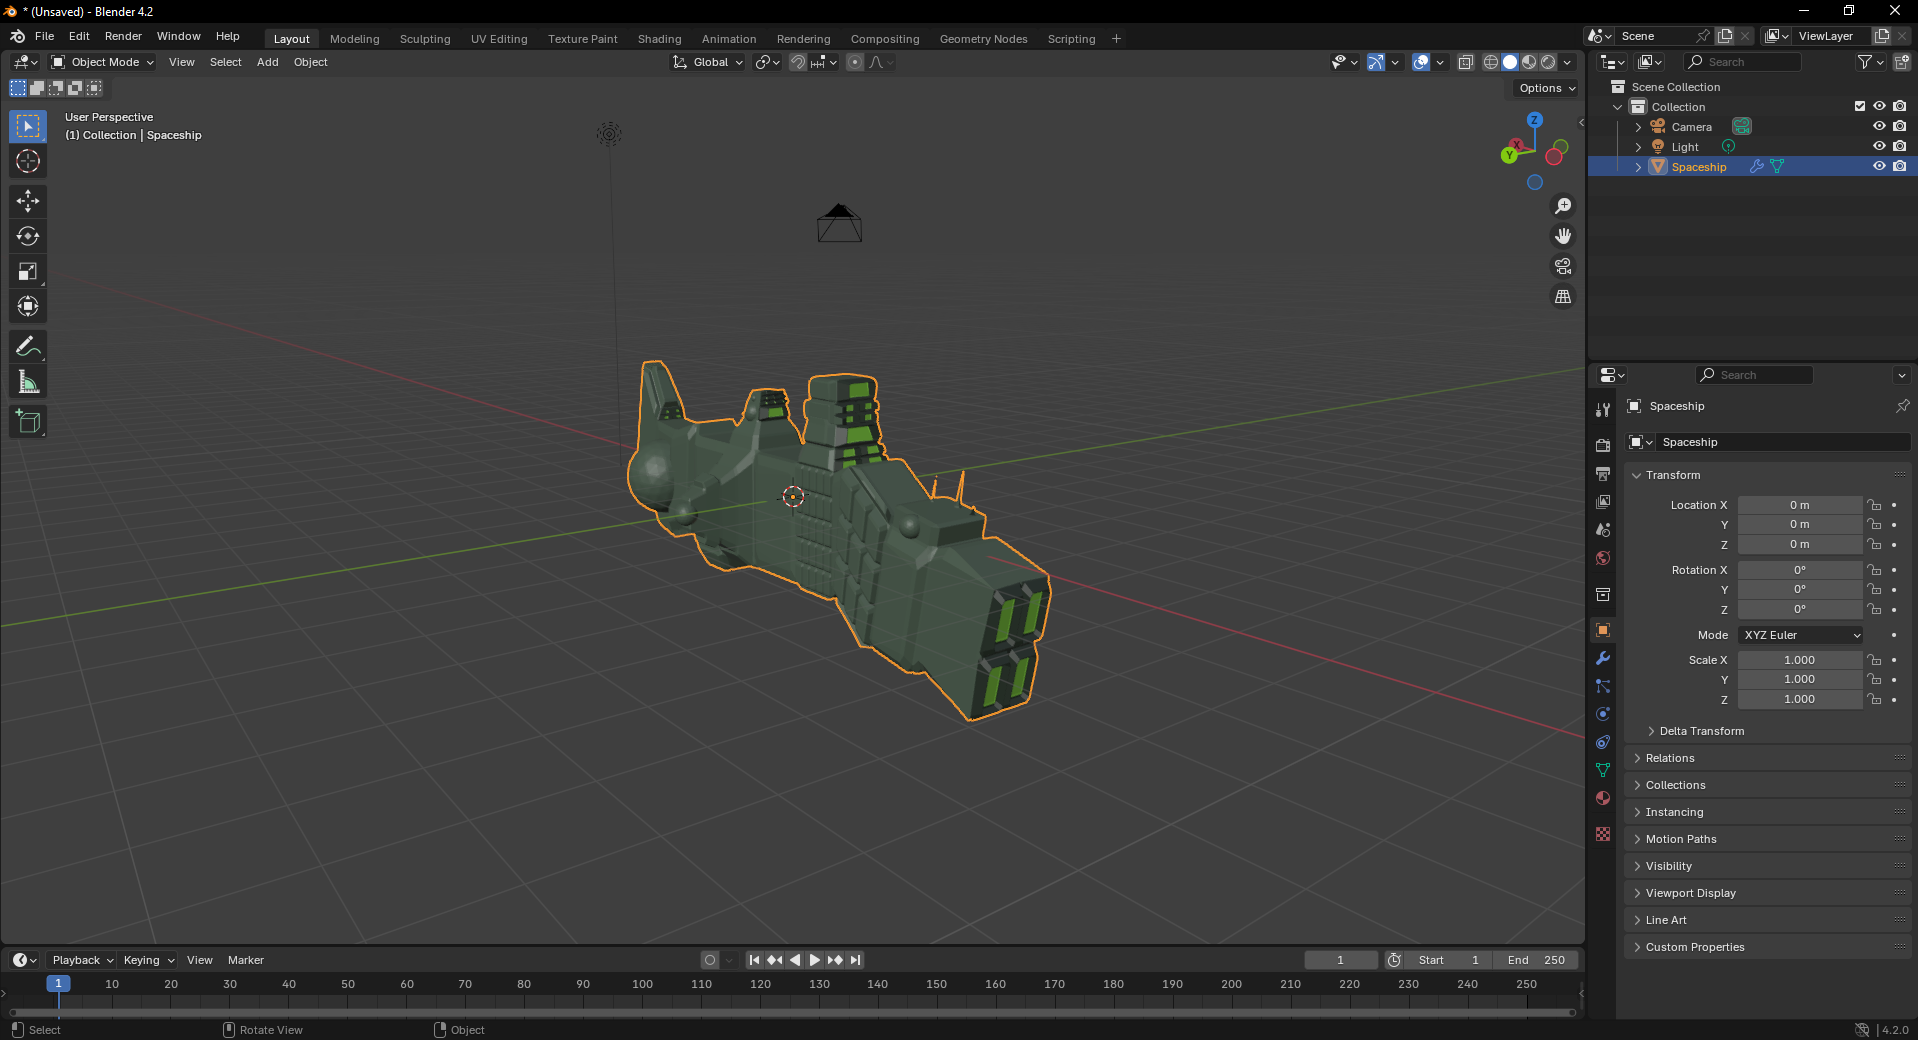 * (Unsaved) - Blender 4.2
File Edit Render Window Help Layout Modeling Sculpting UV Editing Texture Paint Shading Animation Rendering Compositing Geometry Nodes Scripting + Scene ViewLayer
Object Mode View Select Add Object Global Search
Options
User Perspective
(1) Collection | Spaceship
Z
X
Y
Scene Collection
Collection
Camera
Light
Spaceship
Search
Spaceship
Spaceship
Transform
Location X 0 m
Y 0 m
Z 0 m
Rotation X 0°
Y 0°
Z 0°
Mode XYZ Euler
Scale X 1.000
Y 1.000
Z 1.000
Delta Transform
Relations
Collections
Instancing
Motion Paths
Visibility
Viewport Display
Line Art
Custom Properties
Playback Keying View Marker 1 Start 1 End 250
1 10 20 30 40 50 60 70 80 90 100 110 120 130 140 150 160 170 180 190 200 210 220 230 240 250
Select Rotate View Object 4.2.0